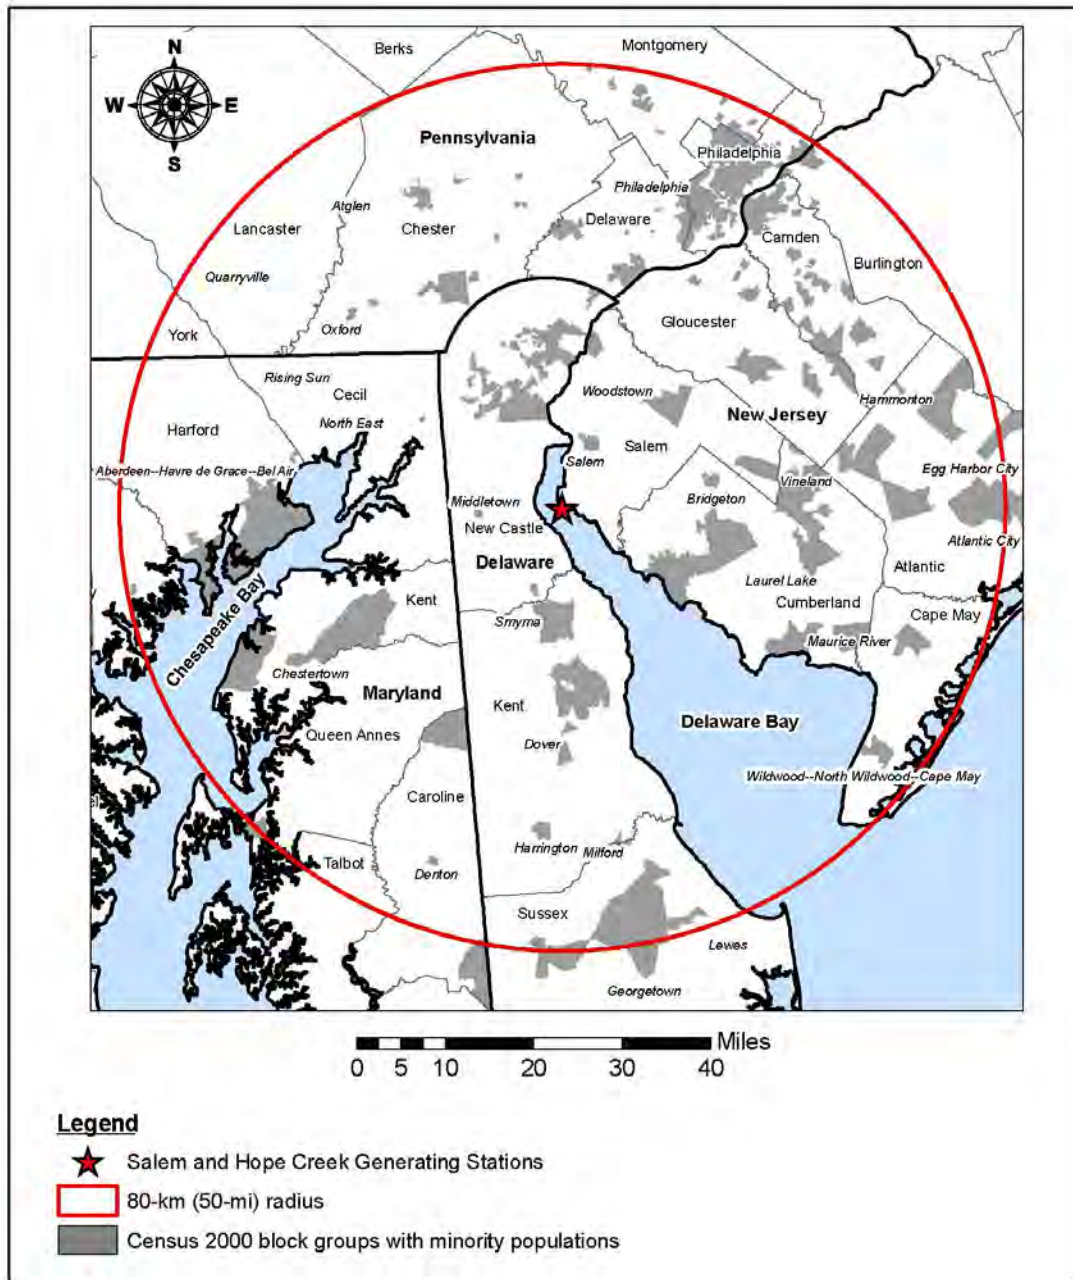 N
W E
S
Berks
Montgomery
Pennsylvania
Philadelphia
Philadelphia
Atglen
Delaware
Lancaster
Chester
Camden
Burlington
Quarryville
Gloucester
York
Oxford
Rising Sun
Cecil
Woodstown
Hammonton
New Jersey
North East
Harford
Salem
Aberdeen--Havre de Grace--Bel Air
Salem
Egg Harbor City
Vineland
Middletown
Bridgeton
New Castle
Atlantic City
Delaware
Atlantic
Laurel Lake
Kent
Cumberland
Cape May
Smyrna
Maurice River
Chesapeake Bay
Chestertown
Maryland
Kent
Delaware Bay
Queen Annes
Dover
Wildwood--North Wildwood--Cape May
Caroline
Harrington
Milford
Talbot
Denton
Sussex
Lewes
Georgetown
Miles
0 5 10 20 30 40
Legend
Salem and Hope Creek Generating Stations
80-km (50-mi) radius
Census 2000 block groups with minority populations